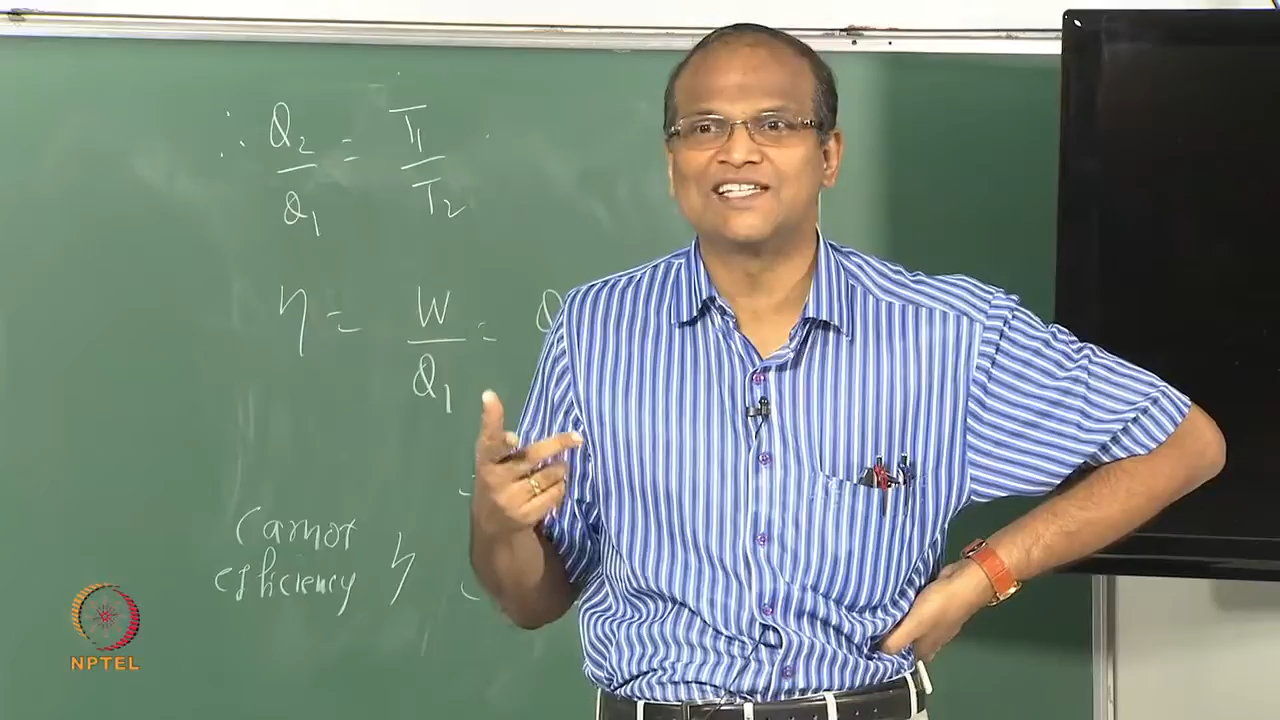 ∴ Q₂/Q₁ = T₁/T₂
η = W/Q₁ = Q
Carnot
efficiency η
NPTEL